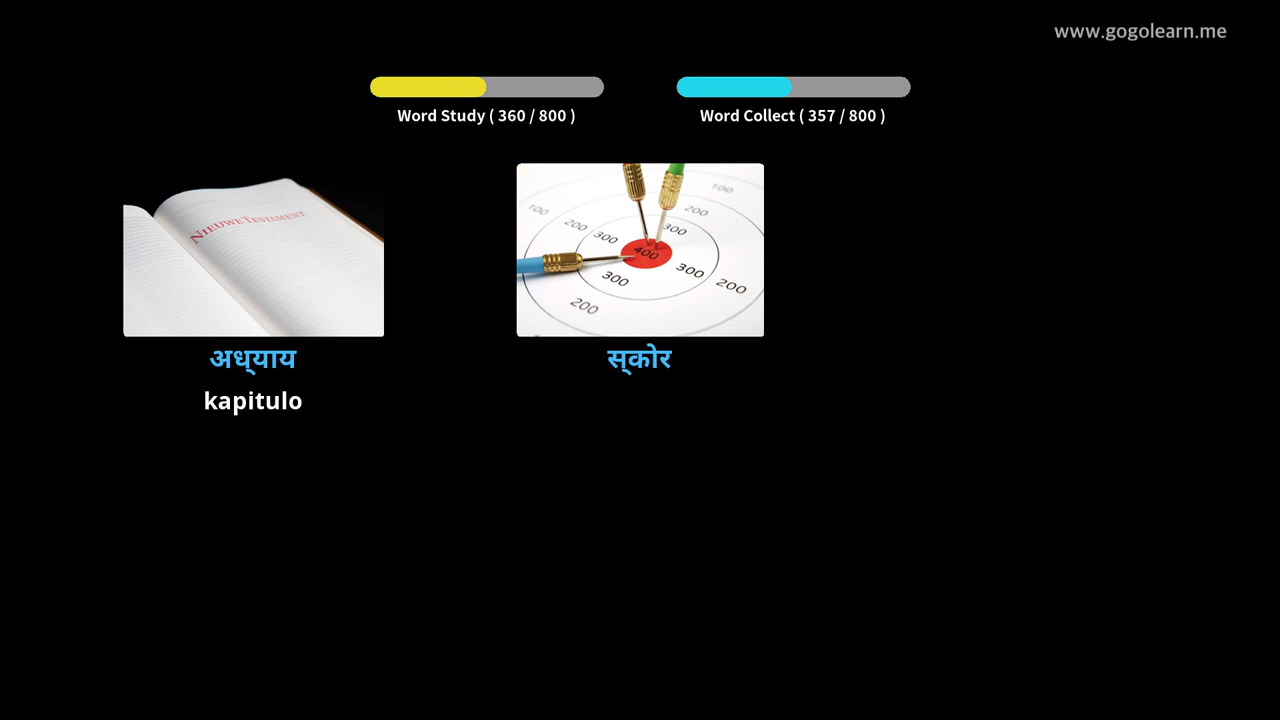 www.gogolearn.me
Word Study ( 360 / 800 )
Word Collect ( 357 / 800 )
NIEUWE TESTAMENT
100
100
200
200
300
300
400
300
300
200
200
अध्याय
स्कोर
kapitulo